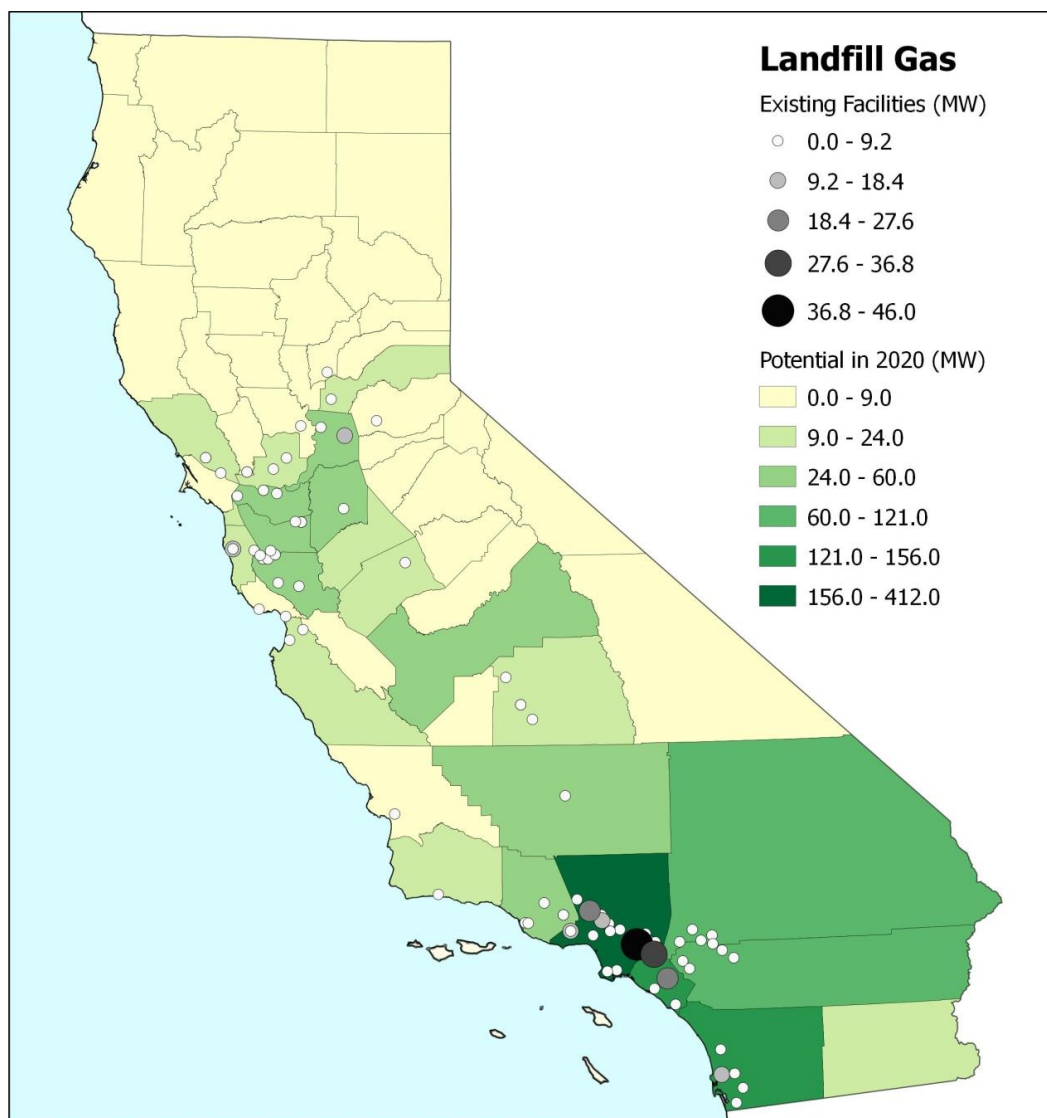 Landfill Gas
Existing Facilities (MW)
0.0 - 9.2
9.2 - 18.4
18.4 - 27.6
27.6 - 36.8
36.8 - 46.0
Potential in 2020 (MW)
0.0 - 9.0
9.0 - 24.0
24.0 - 60.0
60.0 - 121.0
121.0 - 156.0
156.0 - 412.0